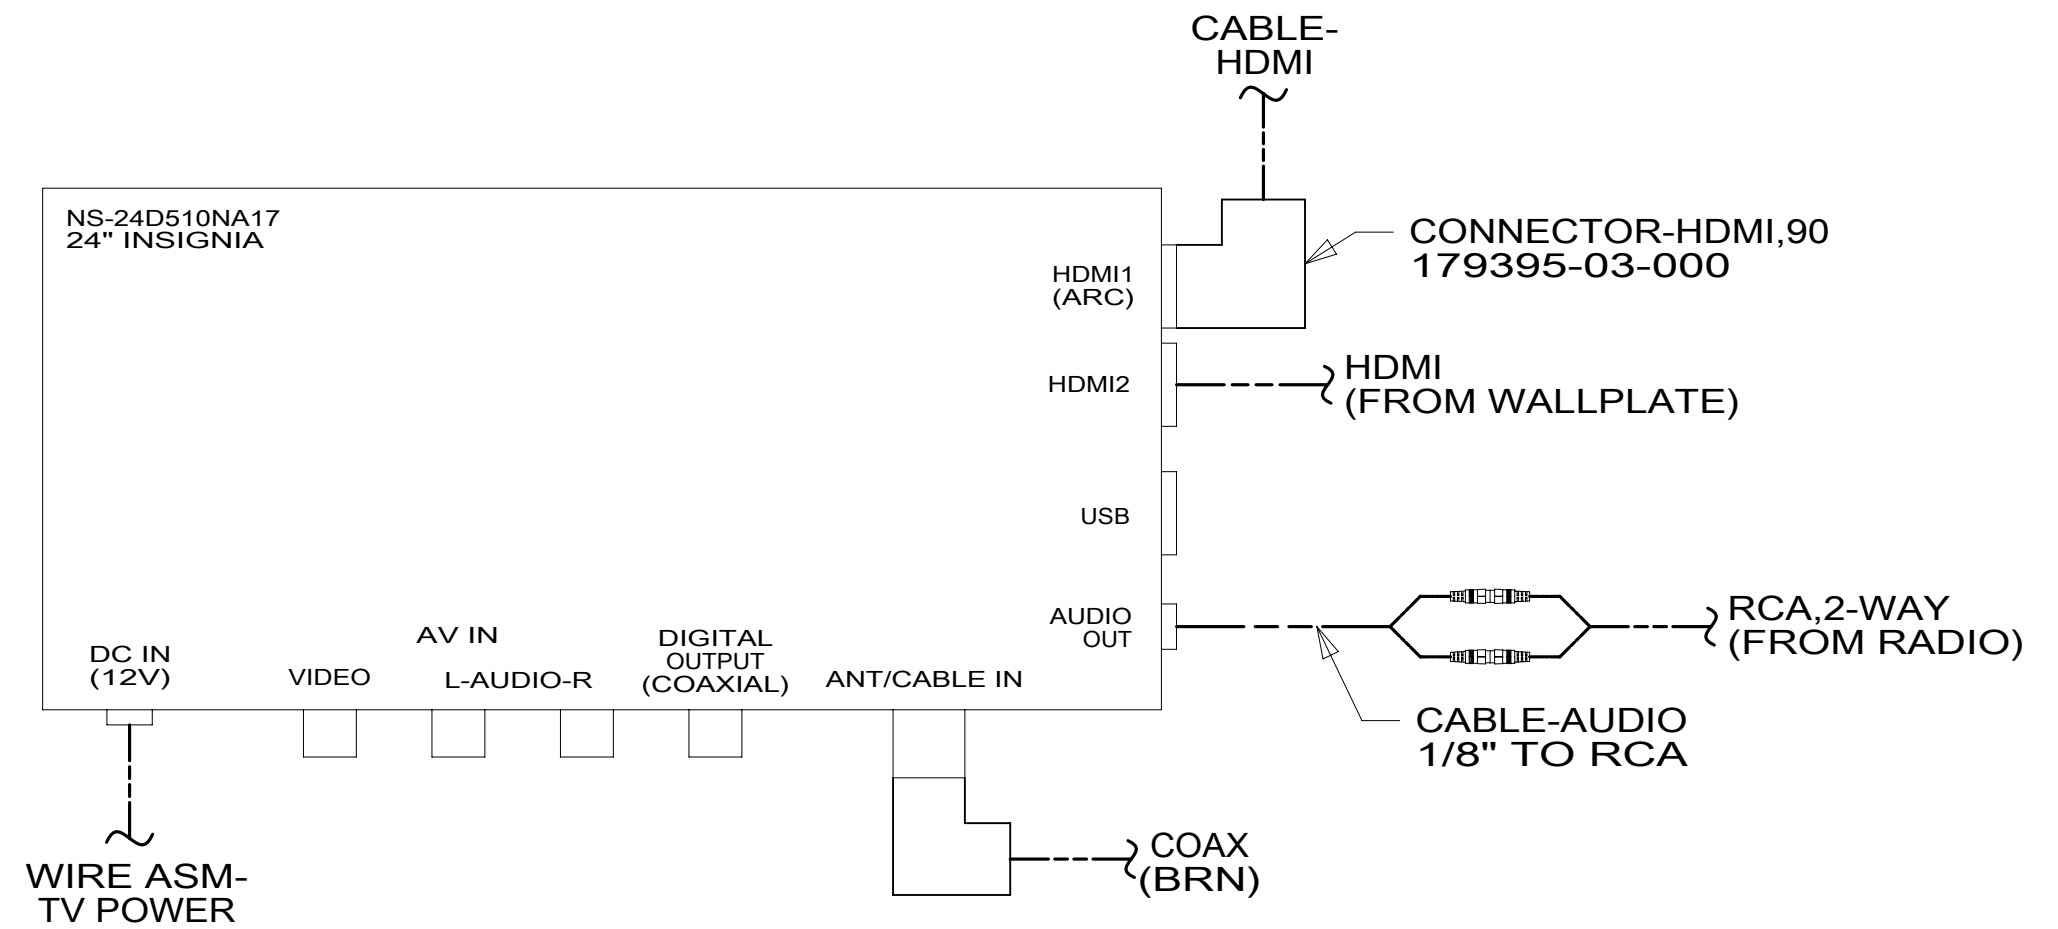 CABLE-
HDMI
NS-24D510NA17
24" INSIGNIA
CONNECTOR-HDMI,90
179395-03-000
HDMI1
(ARC)
HDMI2
HDMI
(FROM WALLPLATE)
USB
AUDIO
OUT
RCA,2-WAY
(FROM RADIO)
CABLE-AUDIO
1/8" TO RCA
DC IN
(12V)
AV IN
VIDEO
L-AUDIO-R
DIGITAL
OUTPUT
(COAXIAL)
ANT/CABLE IN
COAX
(BRN)
WIRE ASM-
TV POWER